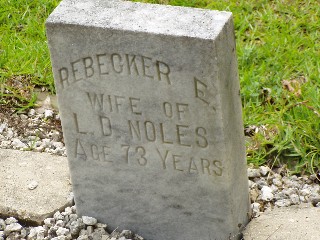 REBECKER E.
WIFE OF
L.D. NOLES
AGE 73 YEARS